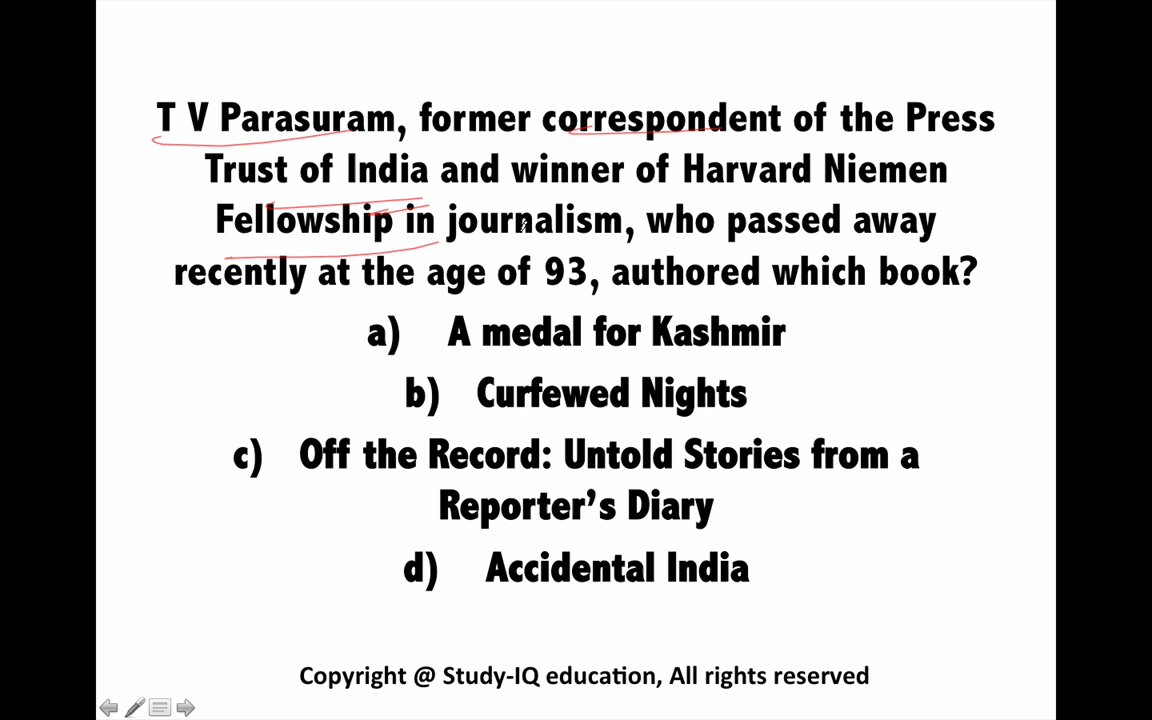 T V Parasuram, former correspondent of the Press
Trust of India and winner of Harvard Niemen
Fellowship in journalism, who passed away
recently at the age of 93, authored which book?
a) A medal for Kashmir
b) Curfewed Nights
c) Off the Record: Untold Stories from a
Reporter’s Diary
d) Accidental India
Copyright @ Study-IQ education, All rights reserved